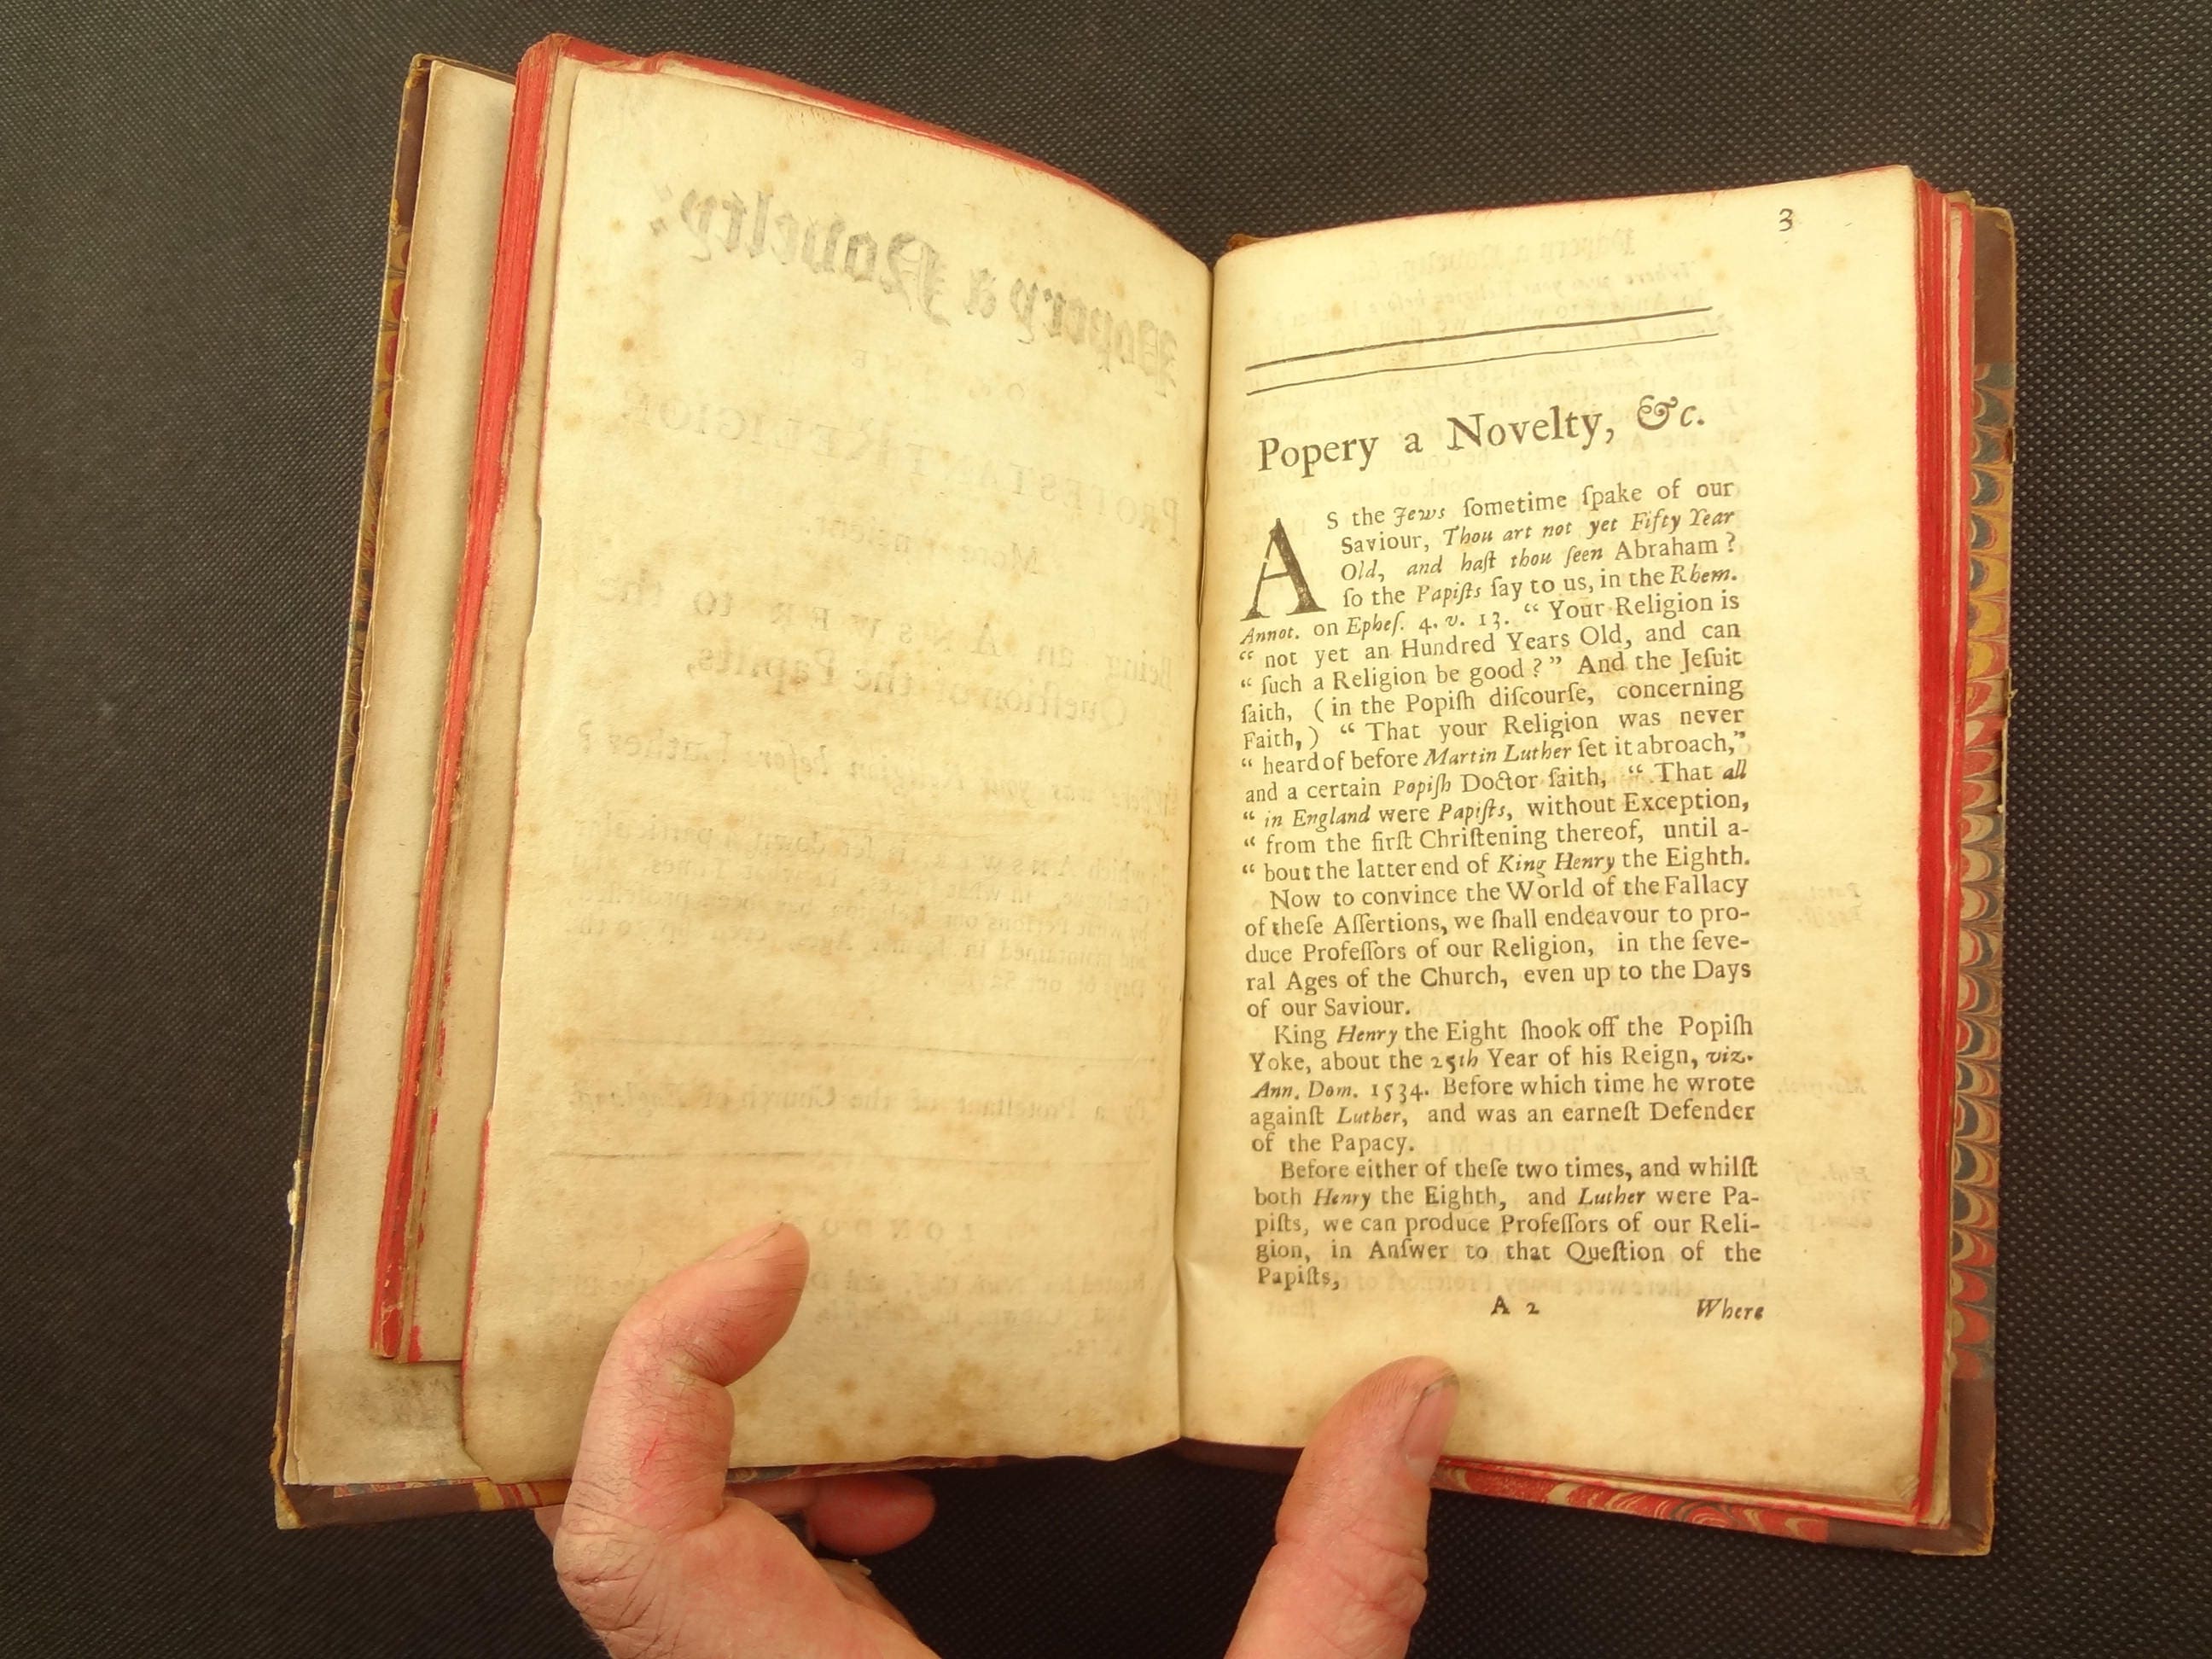 3
Popery a Novelty, &c.
AS the Jews ſometime ſpake of our
Saviour, Thou art not yet Fifty Year
Old, and haſt thou ſeen Abraham?
ſo the Papiſts ſay to us, in the Rhem.
Annot. on Epheſ. 4. v. 13. “ Your Religion is
“ not yet an Hundred Years Old, and can
“ ſuch a Religion be good?” And the Jeſuit
ſaith, (in the Popiſh diſcourſe, concerning
Faith,) “ That your Religion was never
“ heard of before Martin Luther ſet it abroach,”
and a certain Popiſh Doctor ſaith, “ That all
“ in England were Papiſts, without Exception,
“ from the firſt Chriſtening thereof, until a-
“ bout the latter end of King Henry the Eighth.
Now to convince the World of the Fallacy
of theſe Aſſertions, we ſhall endeavour to pro-
duce Profeſſors of our Religion, in the ſeve-
ral Ages of the Church, even up to the Days
of our Saviour.
King Henry the Eight ſhook off the Popiſh
Yoke, about the 25th Year of his Reign, viz.
Ann. Dom. 1534. Before which time he wrote
againſt Luther, and was an earneſt Defender
of the Papacy.
Before either of theſe two times, and whilſt
both Henry the Eighth, and Luther were Pa-
piſts, we can produce Profeſſors of our Reli-
gion, in Anſwer to that Queſtion of the
Papiſts,
A 2 Where